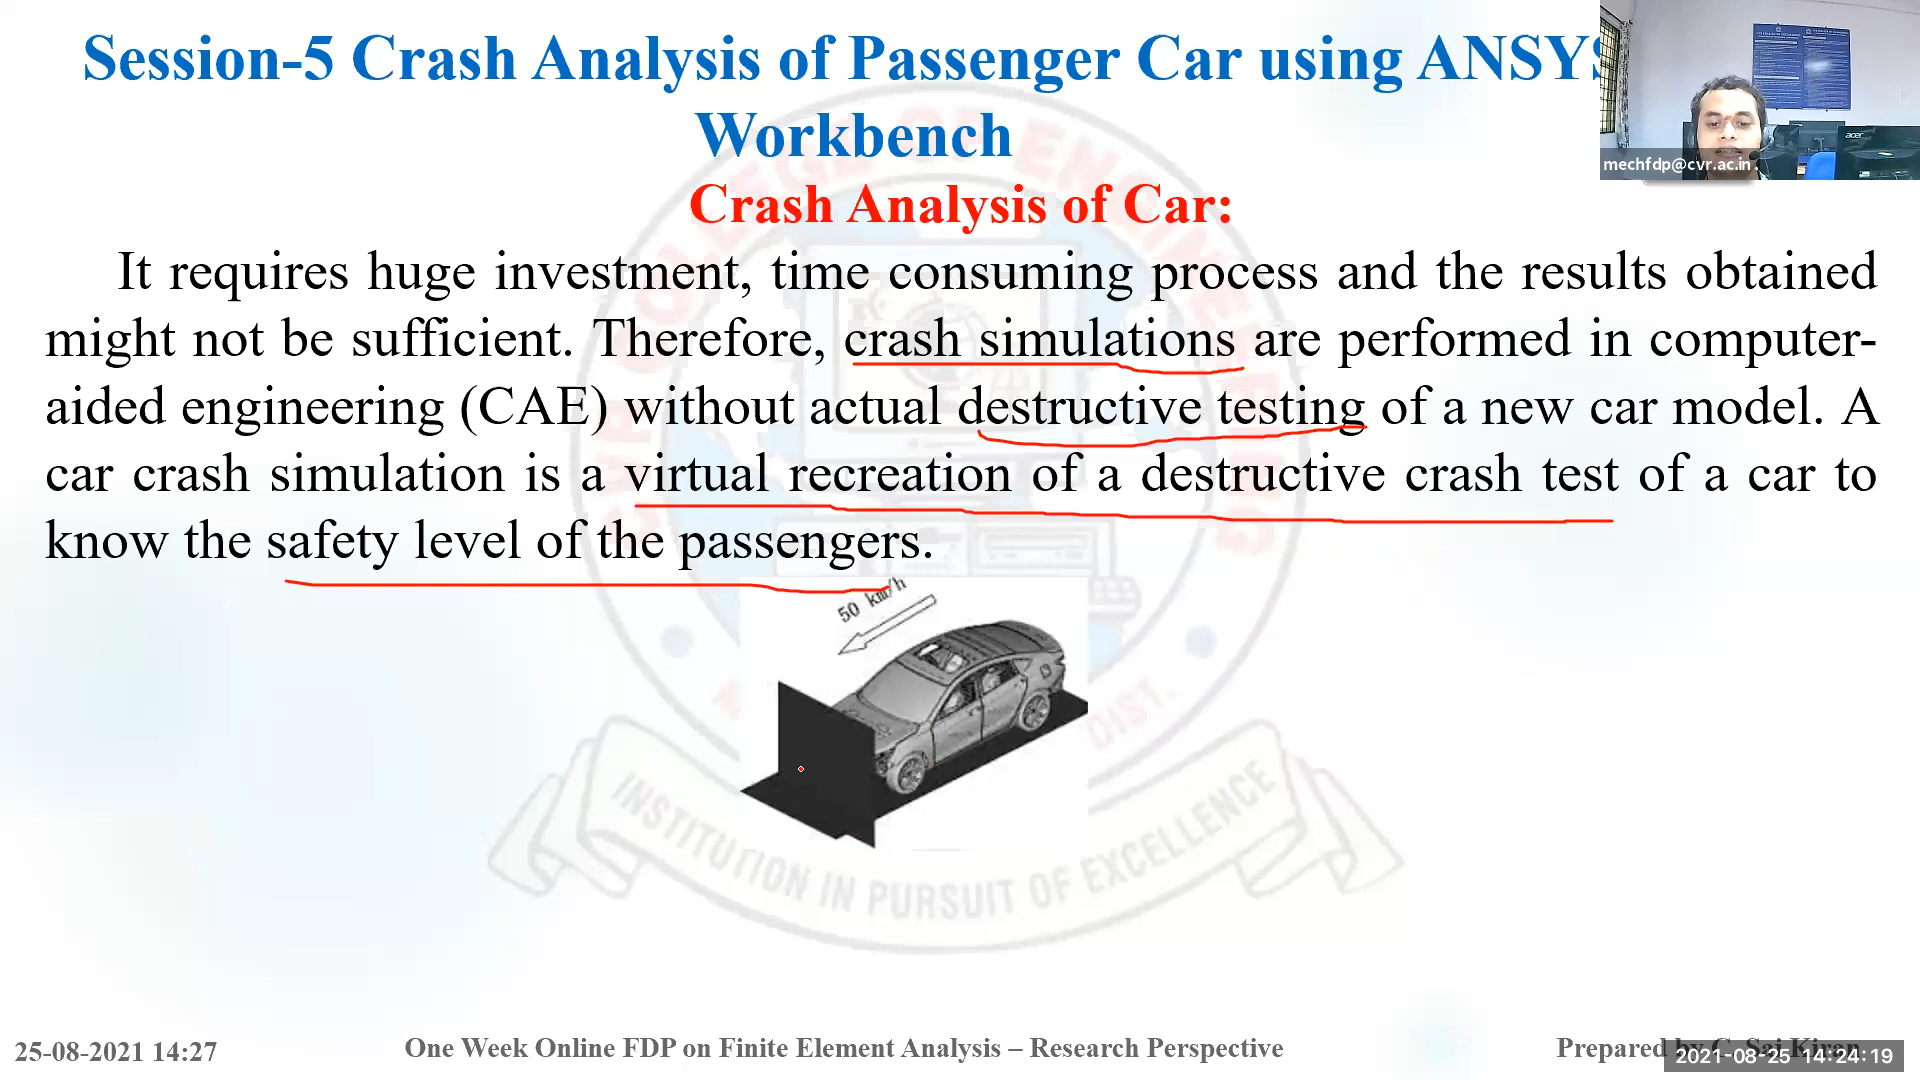 Session-5 Crash Analysis of Passenger Car using ANSYS
Workbench
mechfdp@cvr.ac.in
acer
Crash Analysis of Car:
It requires huge investment, time consuming process and the results obtained
might not be sufficient. Therefore, crash simulations are performed in computer-
aided engineering (CAE) without actual destructive testing of a new car model. A
car crash simulation is a virtual recreation of a destructive crash test of a car to
know the safety level of the passengers.
50 km/h
DIST.
INSTITUTION IN PURSUIT OF EXCELLENCE
25-08-2021 14:27
One Week Online FDP on Finite Element Analysis – Research Perspective
Prepared by C. Sai Kiran
2021-08-25 14:24:19